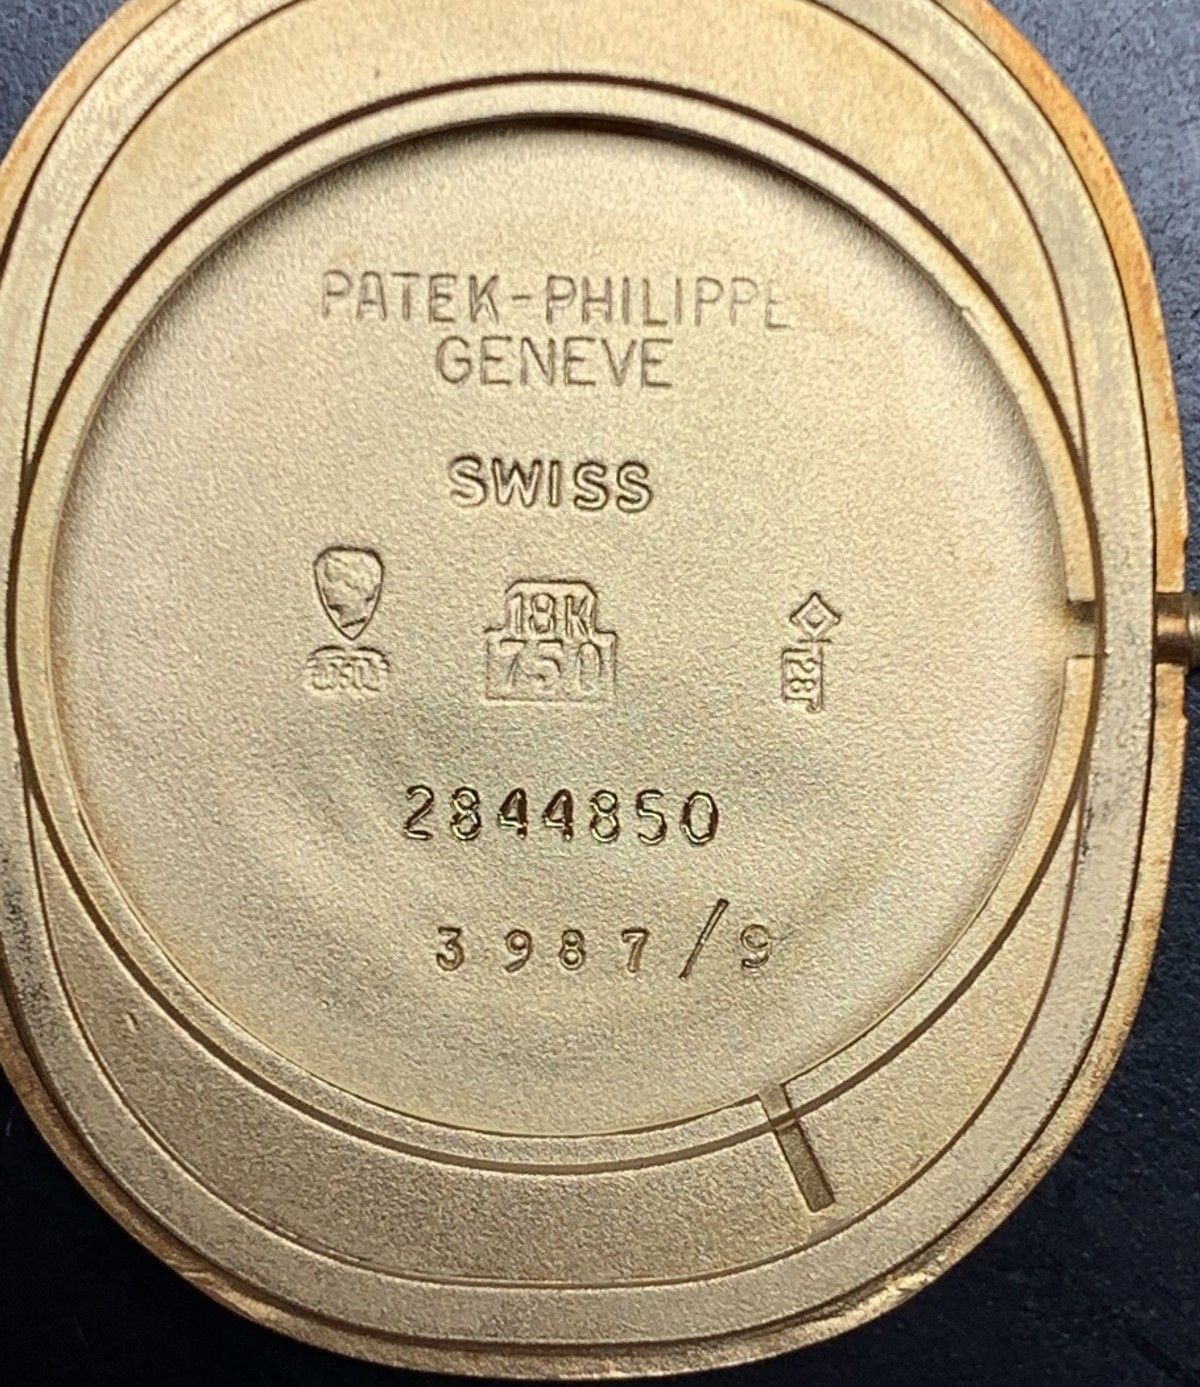 PATEK-PHILIPPE
GENEVE
SWISS
18K
750
2844850
3987/9